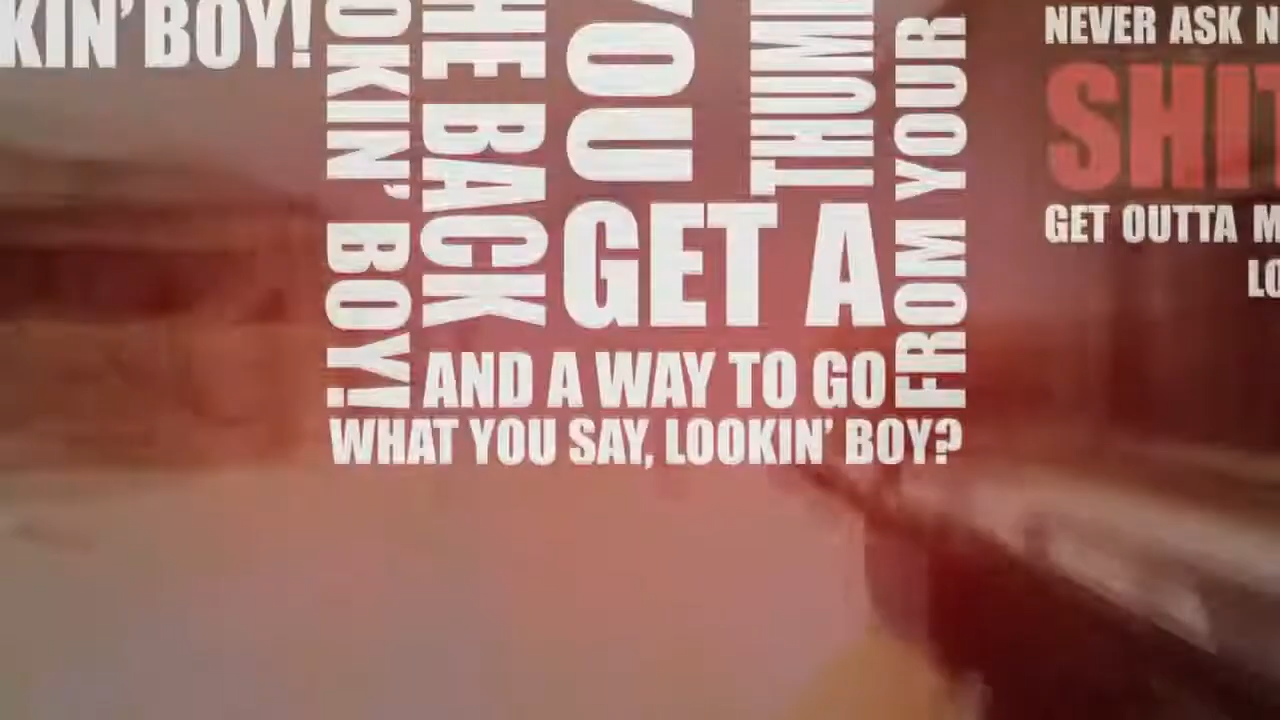 KIN' BOY!
OKIN' BOY!
HE BACK
YOU
THUM
GET A
FROM YOUR
AND A WAY TO GO
WHAT YOU SAY, LOOKIN' BOY?
NEVER ASK N
SHIT
GET OUTTA M
LO